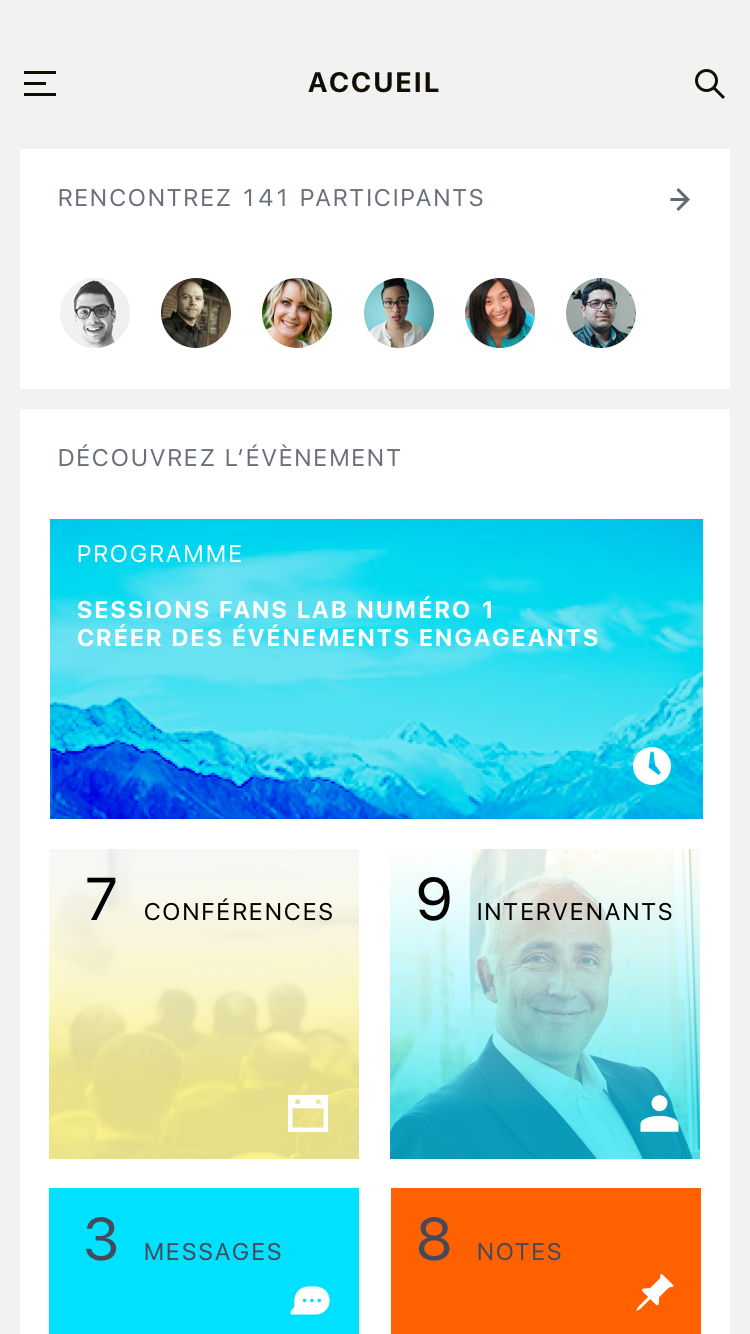 ACCUEIL
RENCONTREZ 141 PARTICIPANTS
DÉCOUVREZ L’ÉVÈNEMENT
PROGRAMME
SESSIONS FANS LAB NUMÉRO 1
CRÉER DES ÉVÉNEMENTS ENGAGEANTS
7 CONFÉRENCES
9 INTERVENANTS
3 MESSAGES
8 NOTES